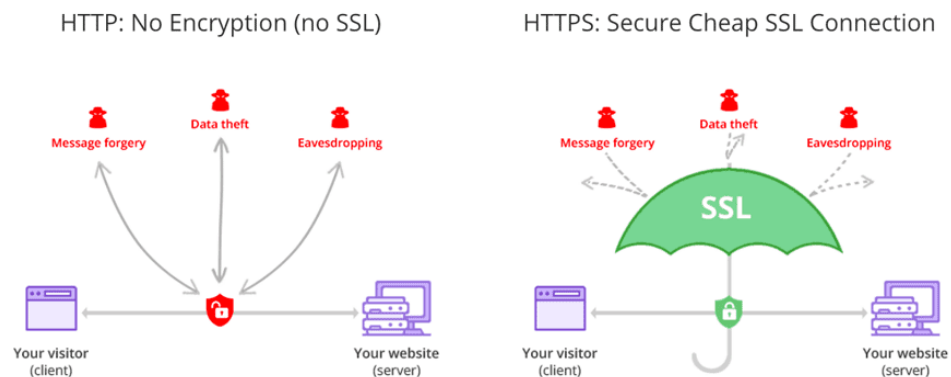 HTTP: No Encryption (no SSL)
Message forgery
Data theft
Eavesdropping
Your visitor
(client)
Your website
(server)
HTTPS: Secure Cheap SSL Connection
Message forgery
Data theft
Eavesdropping
SSL
Your visitor
(client)
Your website
(server)